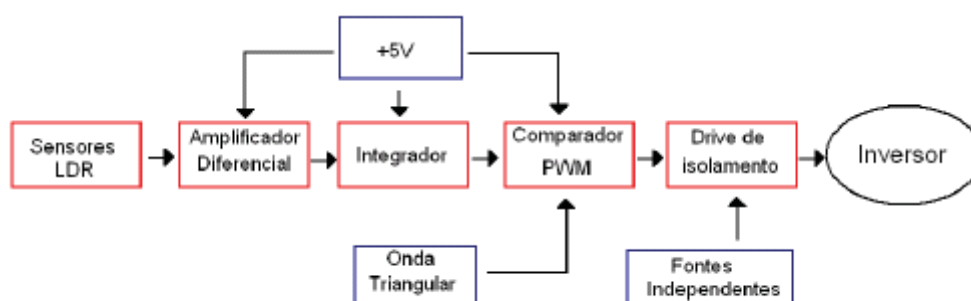 +5V
Sensores
LDR
Amplificador
Diferencial
Integrador
Comparador
PWM
Drive de
isolamento
Inversor
Onda
Triangular
Fontes
Independentes